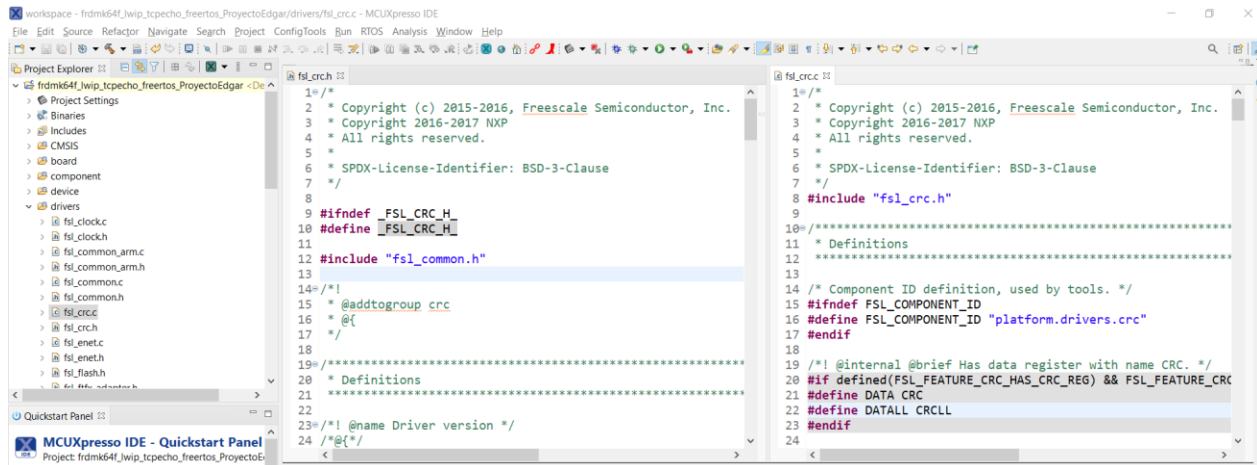 workspace - frdmk64f_lwip_tcpecho_freertos_ProyectoEdgar/drivers/fsl_crc.c - MCUXpresso IDE
File Edit Source Refactor Navigate Search Project ConfigTools Run RTOS Analysis Window Help
Project Explorer
frdmk64f_lwip_tcpecho_freertos_ProyectoEdgar <De
Project Settings
Binaries
Includes
CMSIS
board
component
device
drivers
fsl_clock.c
fsl_clock.h
fsl_common_arm.c
fsl_common_arm.h
fsl_common.c
fsl_common.h
fsl_crc.c
fsl_crc.h
fsl_enet.c
fsl_enet.h
fsl_flash.h
fsl_ftfx_adapter.h
Quickstart Panel
MCUXpresso IDE - Quickstart Panel
IDE
Project: frdmk64f_lwip_tcpecho_freertos_ProyectoE
fsl_crc.h
1 /*
2 * Copyright (c) 2015-2016, Freescale Semiconductor, Inc.
3 * Copyright 2016-2017 NXP
4 * All rights reserved.
5 *
6 * SPDX-License-Identifier: BSD-3-Clause
7 */
8
9 #ifndef _FSL_CRC_H_
10 #define _FSL_CRC_H_
11
12 #include "fsl_common.h"
13
14 /*!
15 * @addtogroup crc
16 * @{
17 */
18
19 /**********************************************************
20 * Definitions
21 **********************************************************
22
23 /*! @name Driver version */
24 /*@{*/
fsl_crc.c
1 /*
2 * Copyright (c) 2015-2016, Freescale Semiconductor, Inc.
3 * Copyright 2016-2017 NXP
4 * All rights reserved.
5 *
6 * SPDX-License-Identifier: BSD-3-Clause
7 */
8 #include "fsl_crc.h"
9
10 /**********************************************************
11 * Definitions
12 **********************************************************
13
14 /* Component ID definition, used by tools. */
15 #ifndef FSL_COMPONENT_ID
16 #define FSL_COMPONENT_ID "platform.drivers.crc"
17 #endif
18
19 /*! @internal @brief Has data register with name CRC. */
20 #if defined(FSL_FEATURE_CRC_HAS_CRC_REG) && FSL_FEATURE_CRC
21 #define DATA CRC
22 #define DATALL CRCLL
23 #endif
24